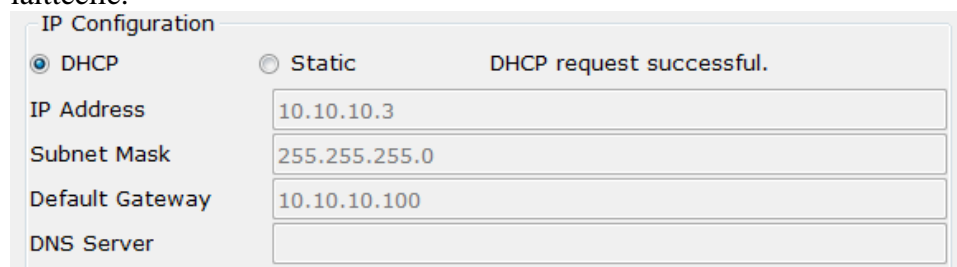 IP Configuration
DHCP Static DHCP request successful.
IP Address 10.10.10.3
Subnet Mask 255.255.255.0
Default Gateway 10.10.10.100
DNS Server